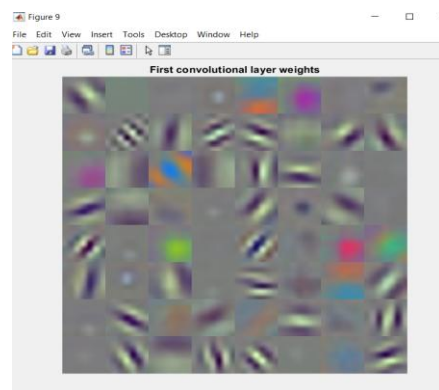 Figure 9
File Edit View Insert Tools Desktop Window Help
First convolutional layer weights